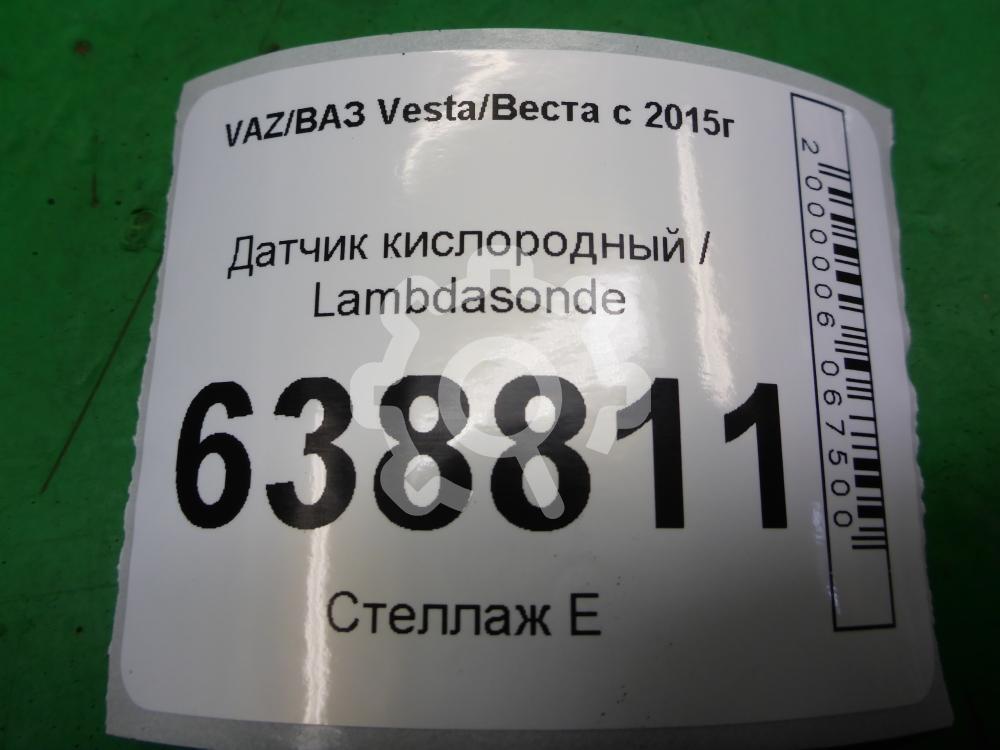 VAZ/ВАЗ Vesta/Веста с 2015г
Датчик кислородный /
Lambdasonde
638811
Стеллаж Е
2000006067500